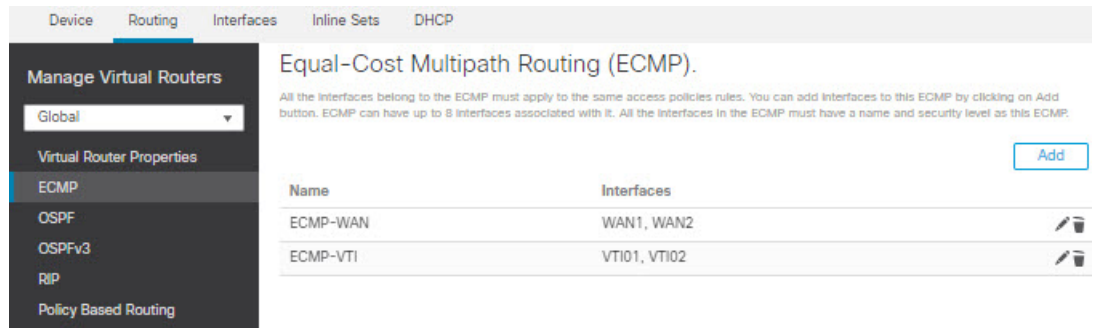 Device Routing Interfaces Inline Sets DHCP
Manage Virtual Routers
Global
Virtual Router Properties
ECMP
OSPF
OSPFv3
RIP
Policy Based Routing
Equal-Cost Multipath Routing (ECMP).
All the interfaces belong to the ECMP must apply to the same access policies rules. You can add interfaces to this ECMP by clicking on Add
button. ECMP can have up to 8 interfaces associated with it. All the interfaces in the ECMP must have a name and security level as this ECMP.
Add
Name Interfaces
ECMP-WAN WAN1, WAN2
ECMP-VTI VTI01, VTI02